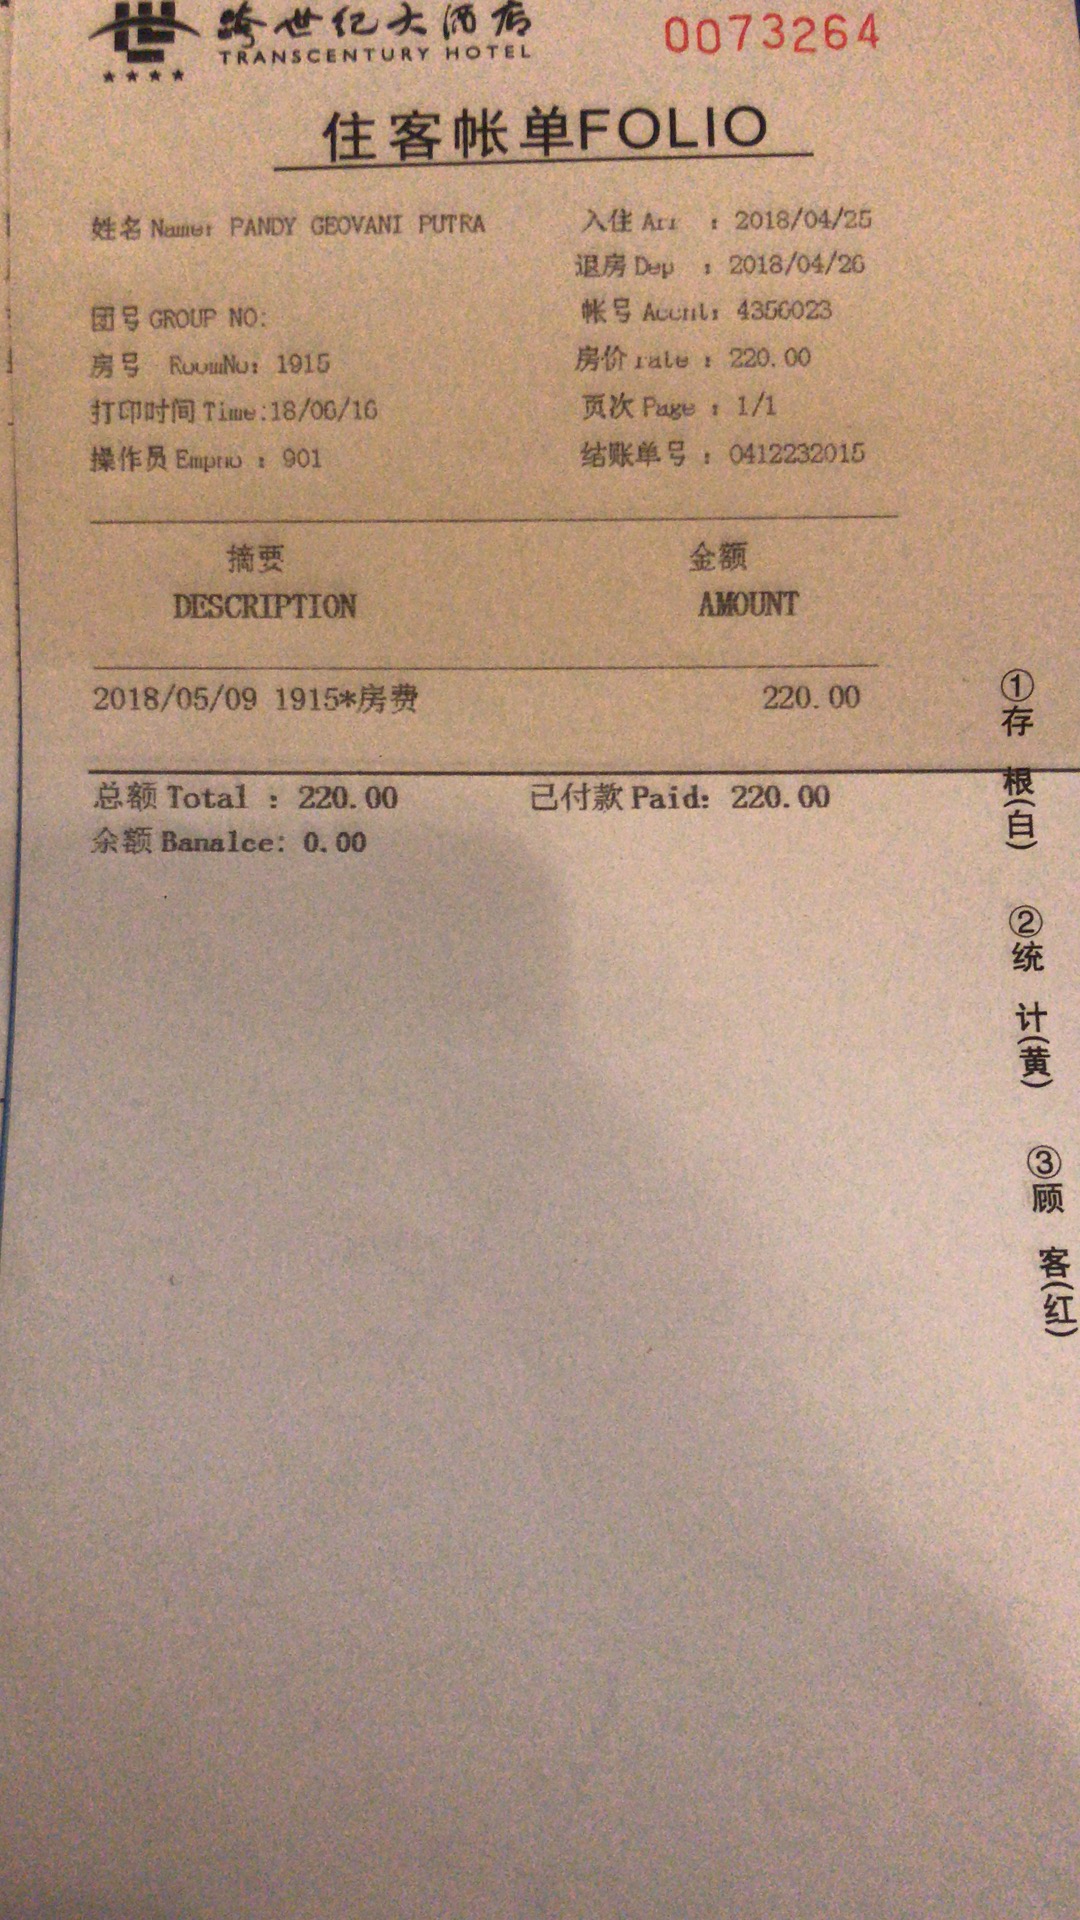 跨世纪大酒店
TRANSCENTURY HOTEL
0073264
住客帐单FOLIO
姓名 Name: PANDY GEOVANI PUTRA
入住 Arr : 2018/04/25
退房 Dep : 2018/04/26
团号 GROUP NO:
帐号 Accnt: 4356023
房号 RoomNo: 1915
房价 rate : 220.00
打印时间 Time:18/06/16
页次 Page : 1/1
操作员 Empno : 901
结账单号 : 0412232015
摘要 金额
DESCRIPTION AMOUNT
2018/05/09 1915*房费 220.00
总额 Total : 220.00 已付款 Paid: 220.00
余额 Banalce: 0.00
①存根(白) ②统计(黄) ③顾客(红)